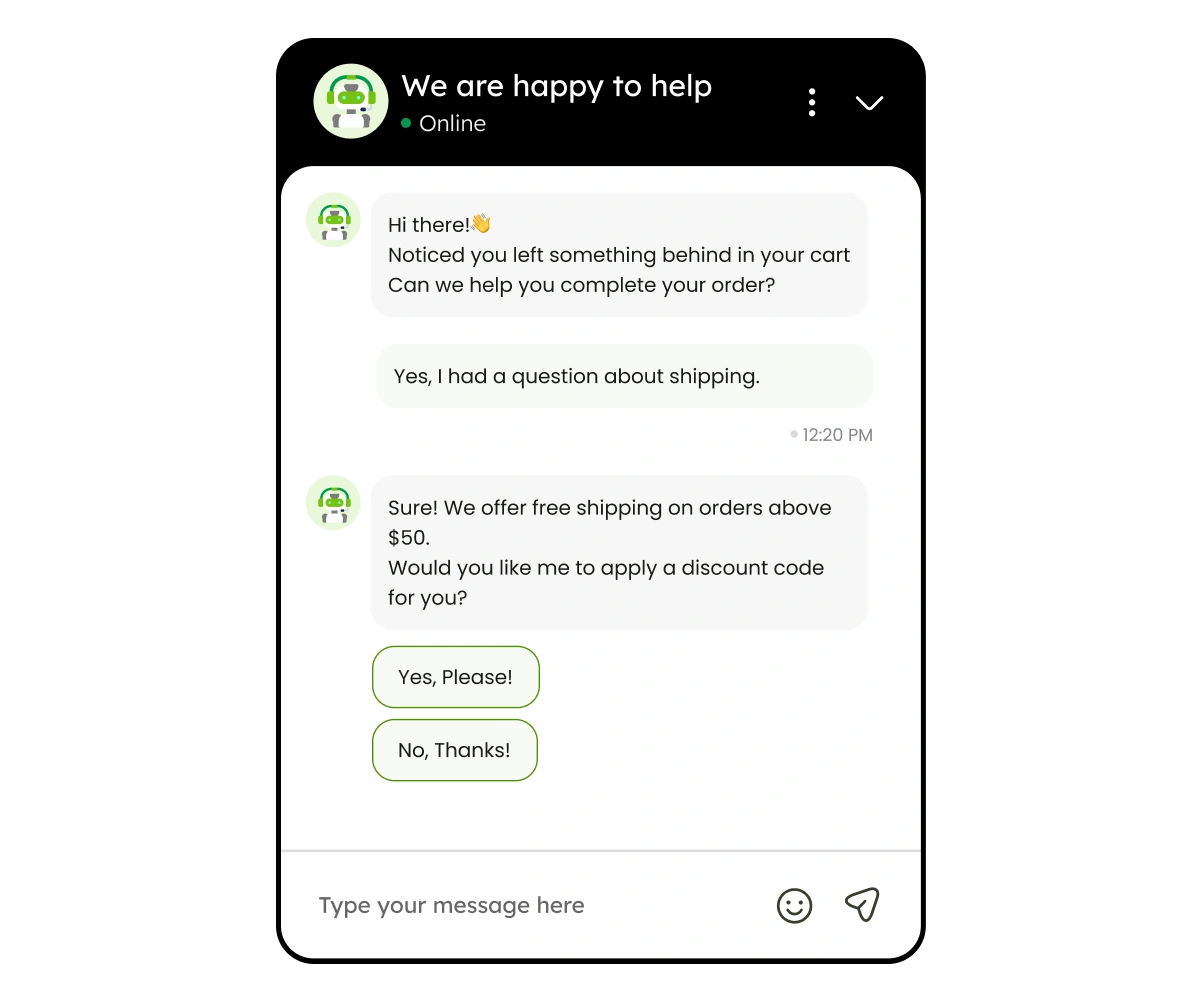 We are happy to help
Online
Hi there!👋
Noticed you left something behind in your cart
Can we help you complete your order?
Yes, I had a question about shipping.
12:20 PM
Sure! We offer free shipping on orders above
$50.
Would you like me to apply a discount code
for you?
Yes, Please!
No, Thanks!
Type your message here